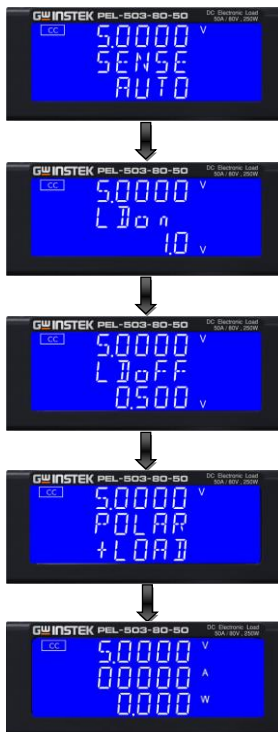 GWINSTEK PEL-503-80-50 DC Electronic Load
50A / 80V , 250W
CC 5.0000 V
SENSE
AUTO
GWINSTEK PEL-503-80-50 DC Electronic Load
50A / 80V , 250W
CC 5.0000 V
LDon
1.0 V
GWINSTEK PEL-503-80-50 DC Electronic Load
50A / 80V , 250W
CC 5.0000 V
LDoFF
0.500 V
GWINSTEK PEL-503-80-50 DC Electronic Load
50A / 80V , 250W
CC 5.0000 V
POLAR
+LOAD
GWINSTEK PEL-503-80-50 DC Electronic Load
50A / 80V , 250W
CC 5.0000 V
00000 A
0.000 W